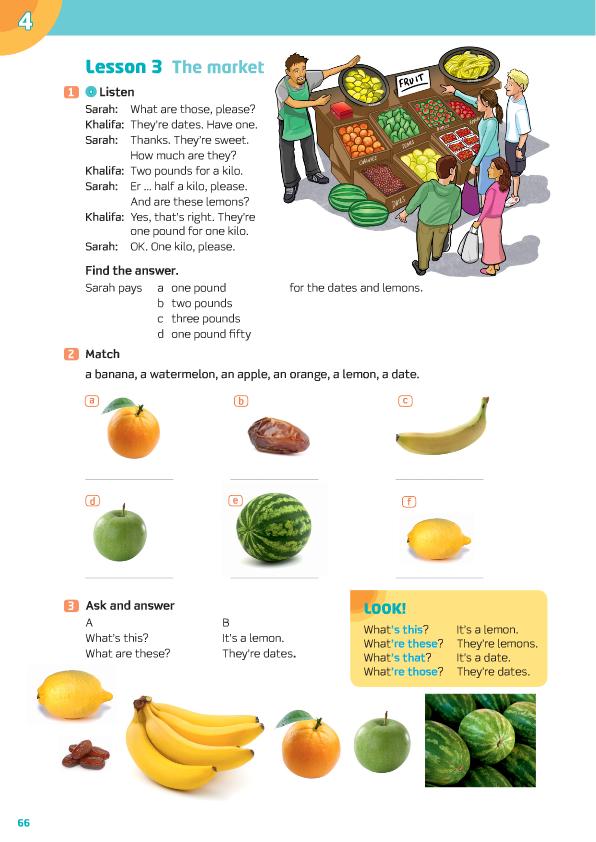 4
Lesson 3 The market
1 Listen
Sarah: What are those, please?
Khalifa: They're dates. Have one.
Sarah: Thanks. They're sweet.
How much are they?
Khalifa: Two pounds for a kilo.
Sarah: Er ... half a kilo, please.
And are these lemons?
Khalifa: Yes, that's right. They're
one pound for one kilo.
Sarah: OK. One kilo, please.
FRUIT
ORANGES
DATES
Find the answer.
Sarah pays a one pound for the dates and lemons.
b two pounds
c three pounds
d one pound fifty
2 Match
a banana, a watermelon, an apple, an orange, a lemon, a date.
a b c
d e f
3 Ask and answer
A B
What's this? It's a lemon.
What are these? They're dates.
LOOK!
What's this? It's a lemon.
What're these? They're lemons.
What's that? It's a date.
What're those? They're dates.
66